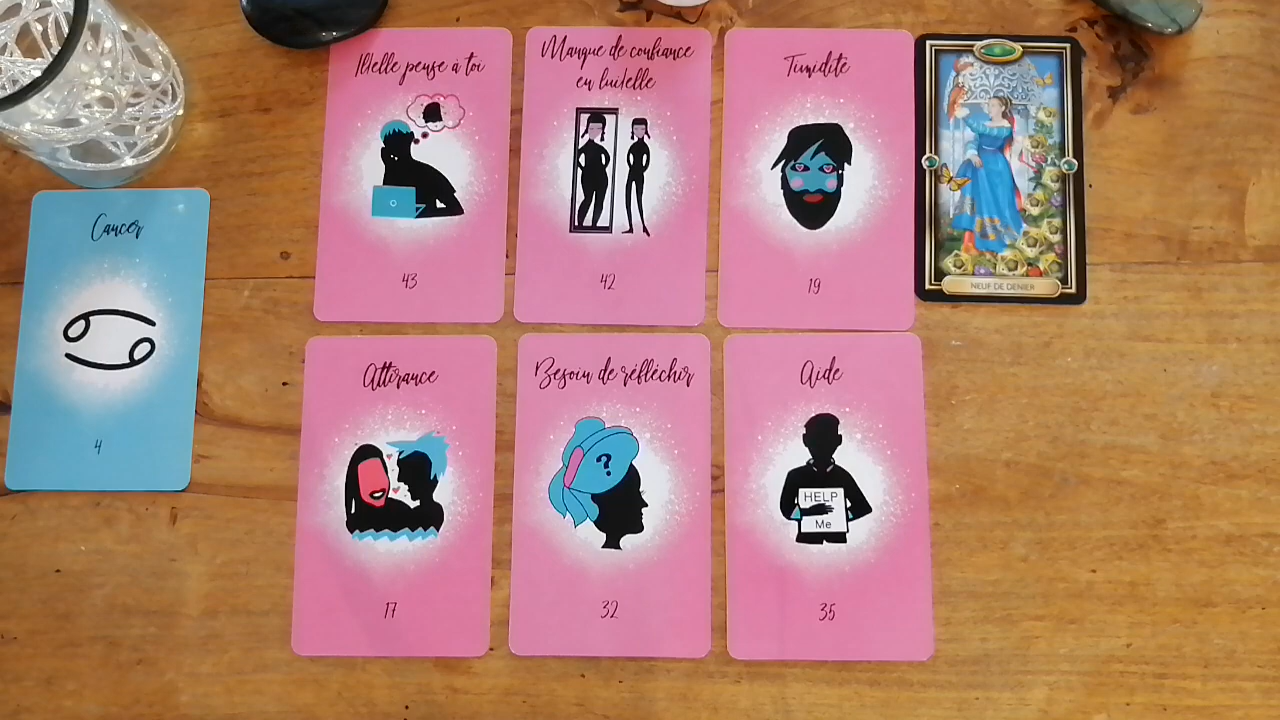 Cancer
4
Il/elle pense à toi
43
Manque de confiance
en lui/elle
42
Timidité
19
NEUF DE DENIER
Attirance
17
Besoin de réfléchir
?
32
Aide
HELP
Me
35